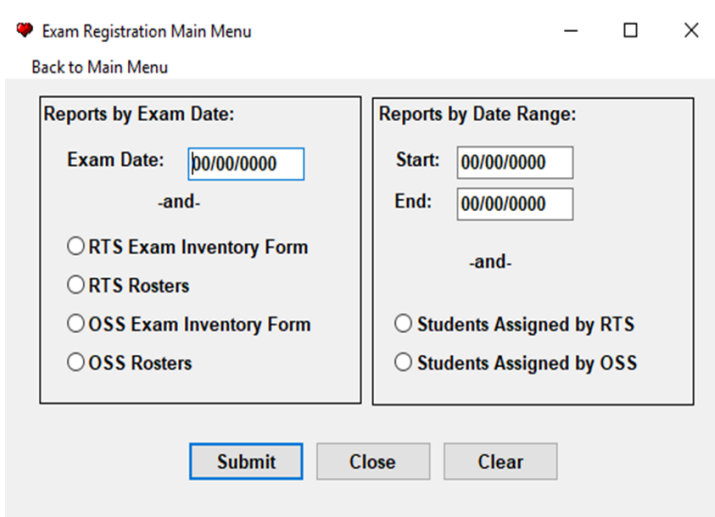 Exam Registration Main Menu
Back to Main Menu
Reports by Exam Date:
Exam Date: 00/00/0000
-and-
RTS Exam Inventory Form
RTS Rosters
OSS Exam Inventory Form
OSS Rosters
Reports by Date Range:
Start: 00/00/0000
End: 00/00/0000
-and-
Students Assigned by RTS
Students Assigned by OSS
Submit Close Clear